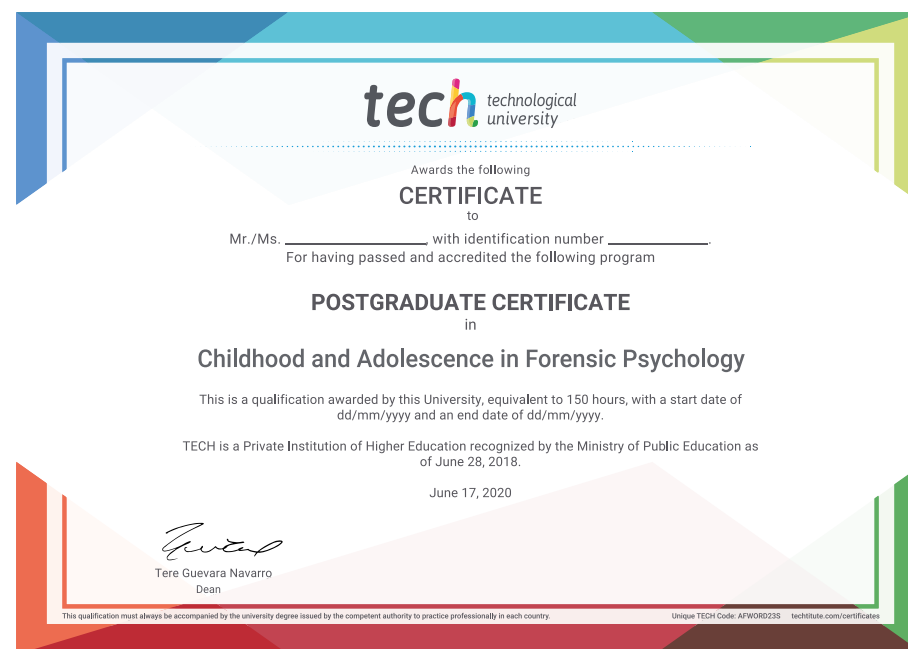 tech technological
university
Awards the following
CERTIFICATE
to
Mr./Ms. ____________________, with identification number ______________.
For having passed and accredited the following program
POSTGRADUATE CERTIFICATE
in
Childhood and Adolescence in Forensic Psychology
This is a qualification awarded by this University, equivalent to 150 hours, with a start date of
dd/mm/yyyy and an end date of dd/mm/yyyy.
TECH is a Private Institution of Higher Education recognized by the Ministry of Public Education as
of June 28, 2018.
June 17, 2020
Tere Guevara Navarro
Dean
This qualification must always be accompanied by the university degree issued by the competent authority to practice professionally in each country.
Unique TECH Code: AFWORD23S techtitute.com/certificates